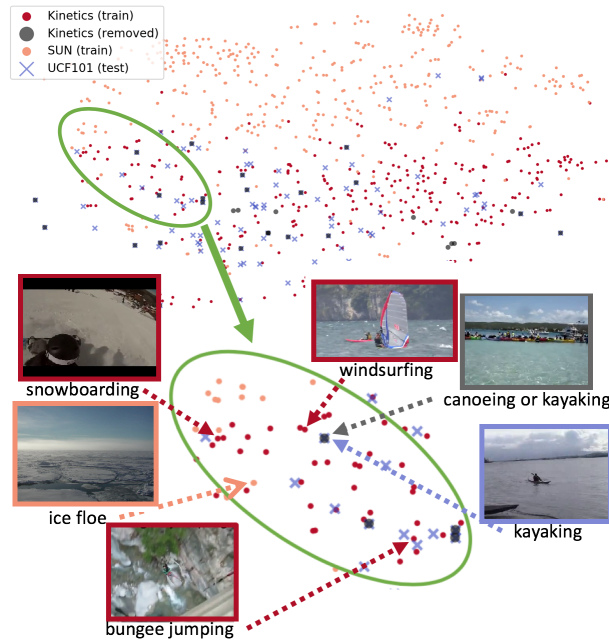 Kinetics (train)
Kinetics (removed)
SUN (train)
UCF101 (test)
snowboarding
windsurfing
canoeing or kayaking
ice floe
kayaking
bungee jumping